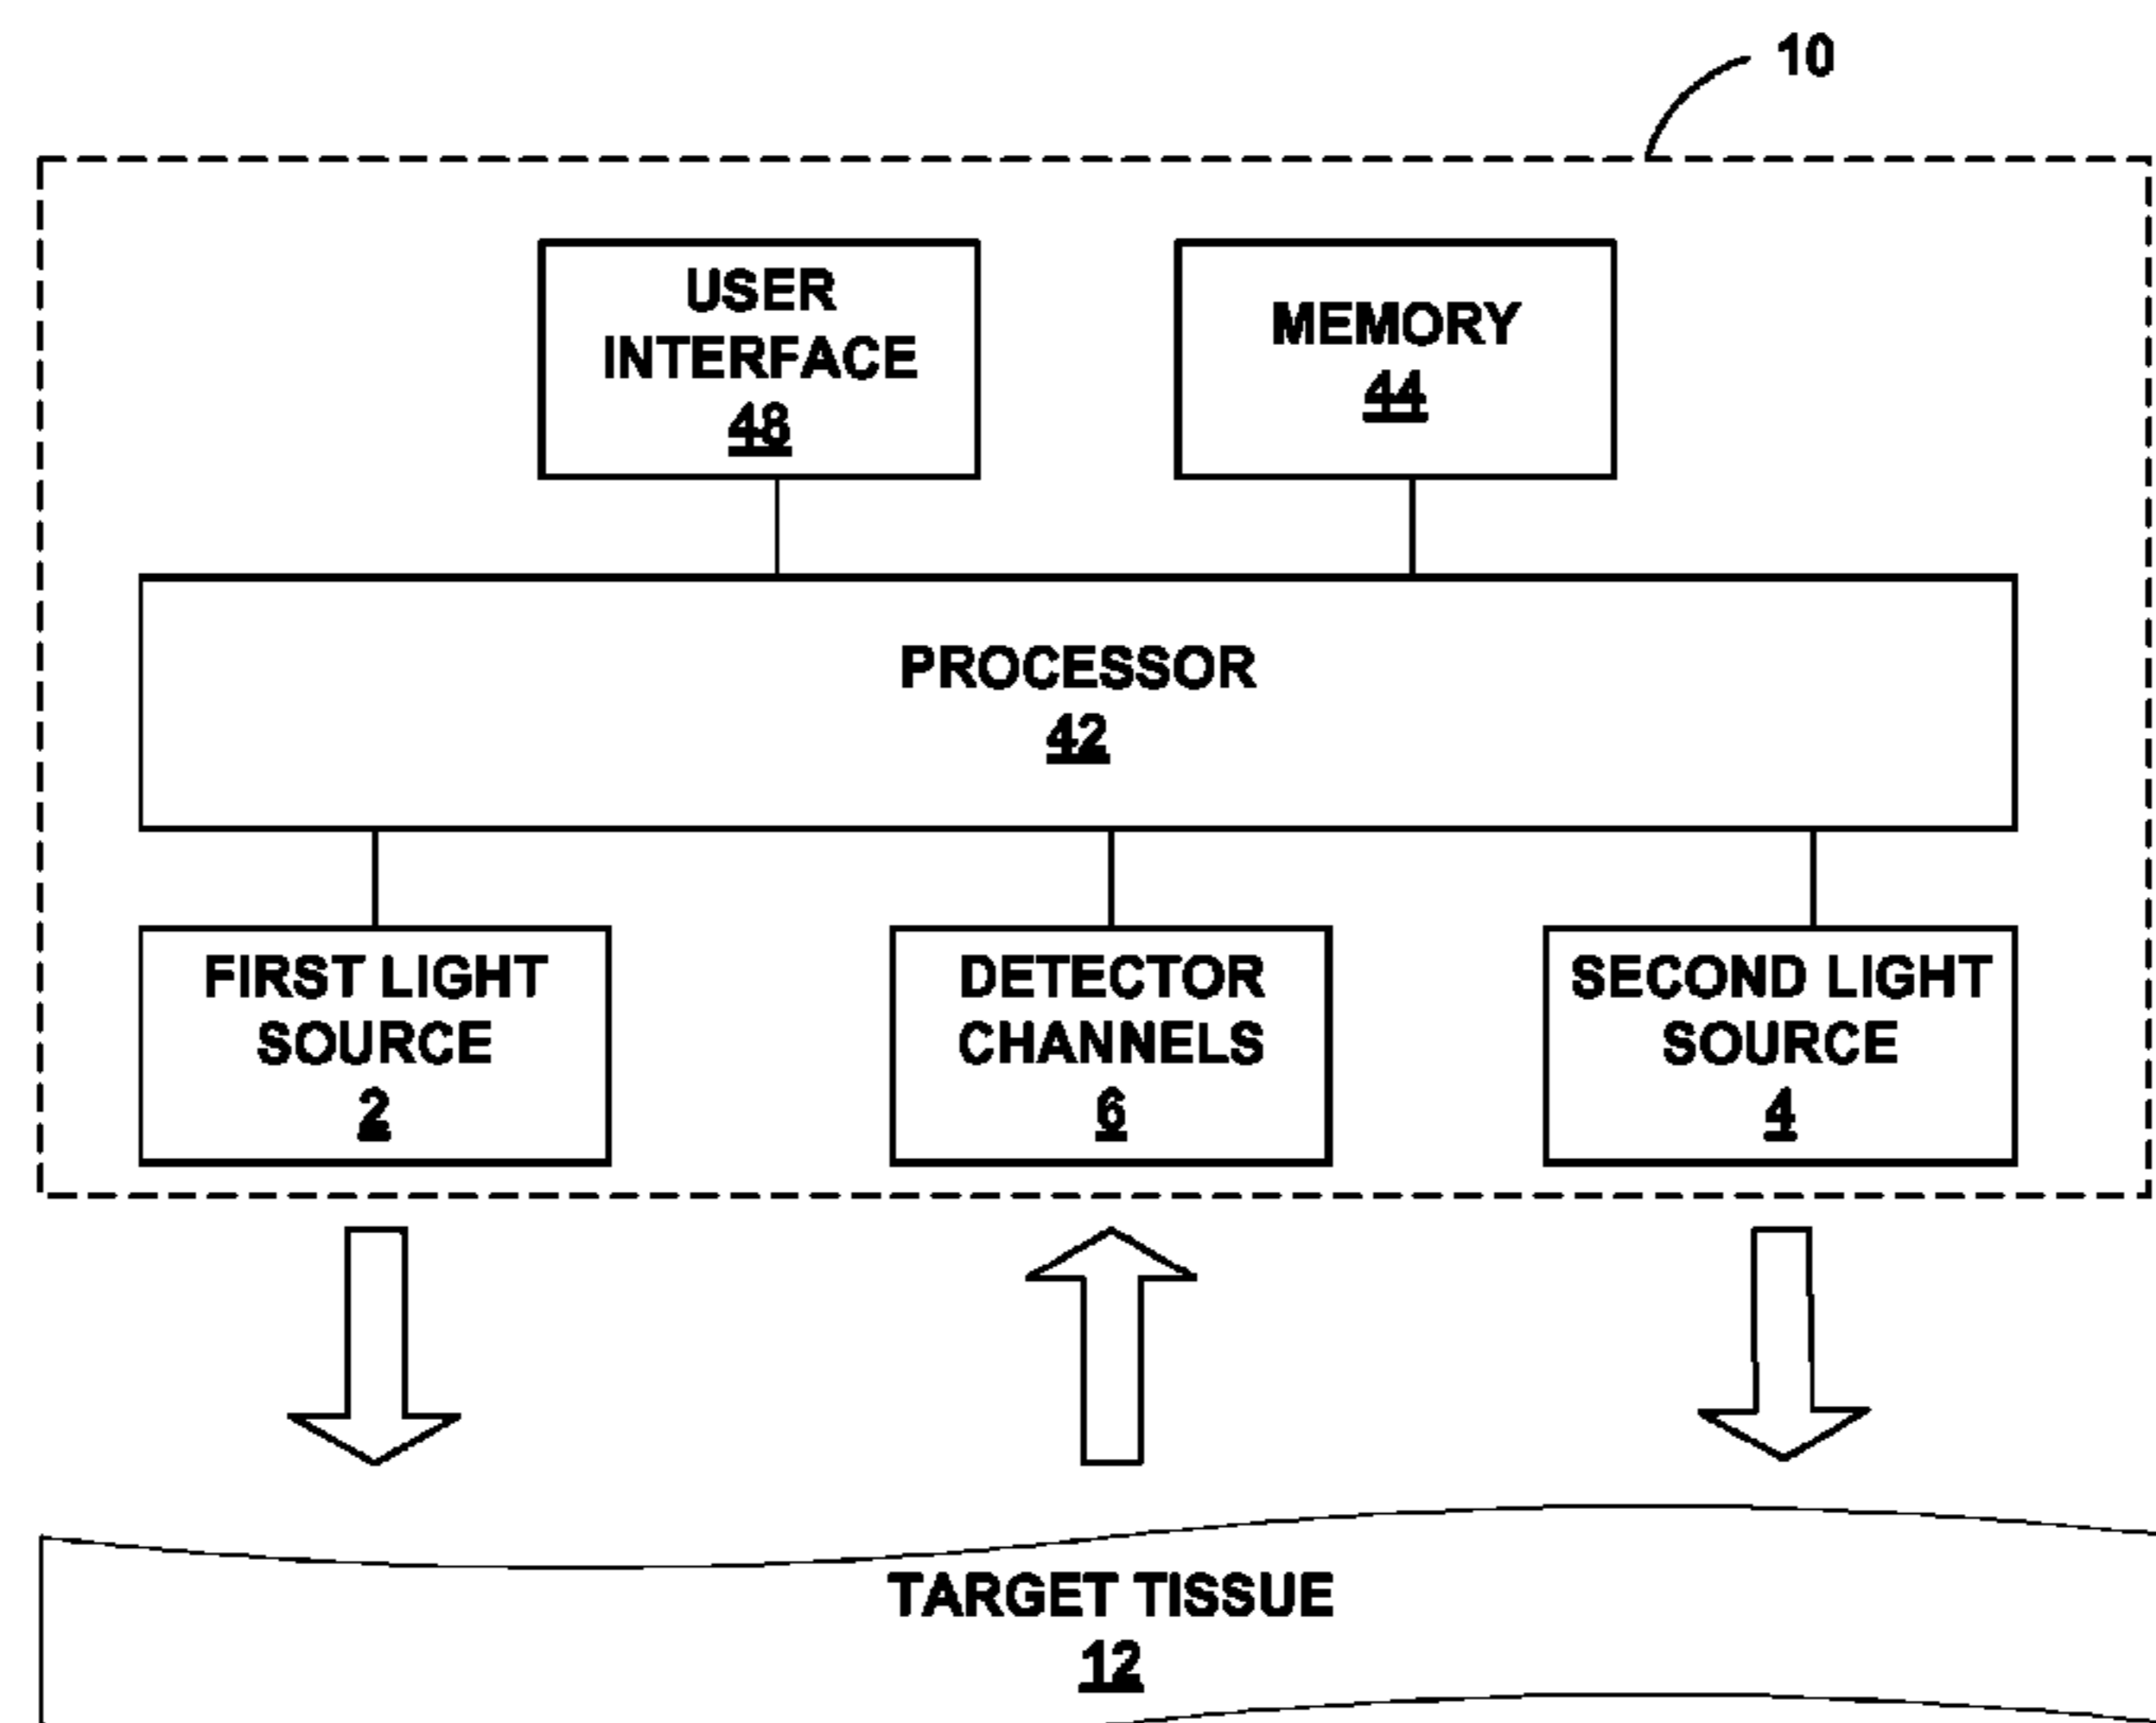 10
USER
INTERFACE
48
MEMORY
44
PROCESSOR
42
FIRST LIGHT
SOURCE
2
DETECTOR
CHANNELS
6
SECOND LIGHT
SOURCE
4
TARGET TISSUE
12